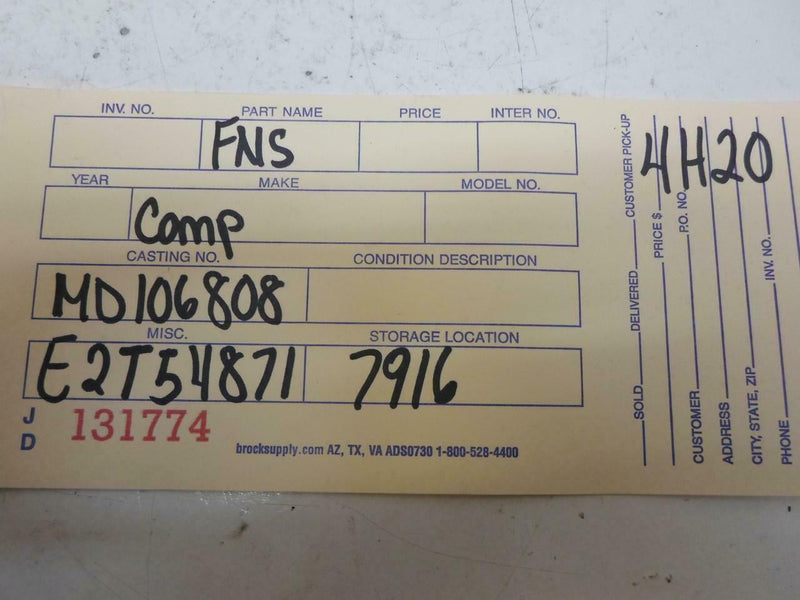 INV. NO. PART NAME PRICE INTER NO.
FNS
YEAR MAKE MODEL NO.
Comp
CASTING NO. CONDITION DESCRIPTION
MD106808
MISC. STORAGE LOCATION
E2T54871 7916
JD 131774
brocksupply.com AZ, TX, VA ADS0730 1-800-528-4400
4H20
SOLD DELIVERED CUSTOMER PICK-UP
PRICE $
P.O. NO.
CUSTOMER
ADDRESS
CITY, STATE, ZIP INV. NO.
PHONE